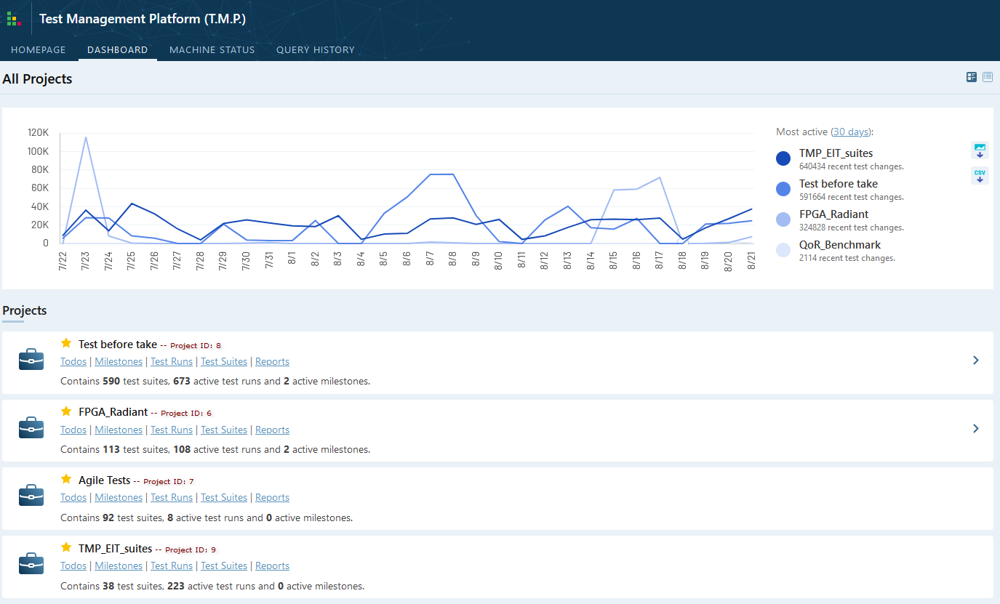 Test Management Platform (T.M.P.)
HOMEPAGE DASHBOARD MACHINE STATUS QUERY HISTORY
All Projects
120K
100K
80K
60K
40K
20K
0
7/22 7/23 7/24 7/25 7/26 7/27 7/28 7/29 7/30 7/31 8/1 8/2 8/3 8/4 8/5 8/6 8/7 8/8 8/9 8/10 8/11 8/12 8/13 8/14 8/15 8/16 8/17 8/18 8/19 8/20 8/21
Most active (30 days):
TMP_EIT_suites
640434 recent test changes.
Test before take
591664 recent test changes.
FPGA_Radiant
324828 recent test changes.
QoR_Benchmark
2114 recent test changes.
CSV
Projects
Test before take -- Project ID: 8
Todos | Milestones | Test Runs | Test Suites | Reports
Contains 590 test suites, 673 active test runs and 2 active milestones.
FPGA_Radiant -- Project ID: 6
Todos | Milestones | Test Runs | Test Suites | Reports
Contains 113 test suites, 108 active test runs and 2 active milestones.
Agile Tests -- Project ID: 7
Todos | Milestones | Test Runs | Test Suites | Reports
Contains 92 test suites, 8 active test runs and 0 active milestones.
TMP_EIT_suites -- Project ID: 9
Todos | Milestones | Test Runs | Test Suites | Reports
Contains 38 test suites, 223 active test runs and 0 active milestones.